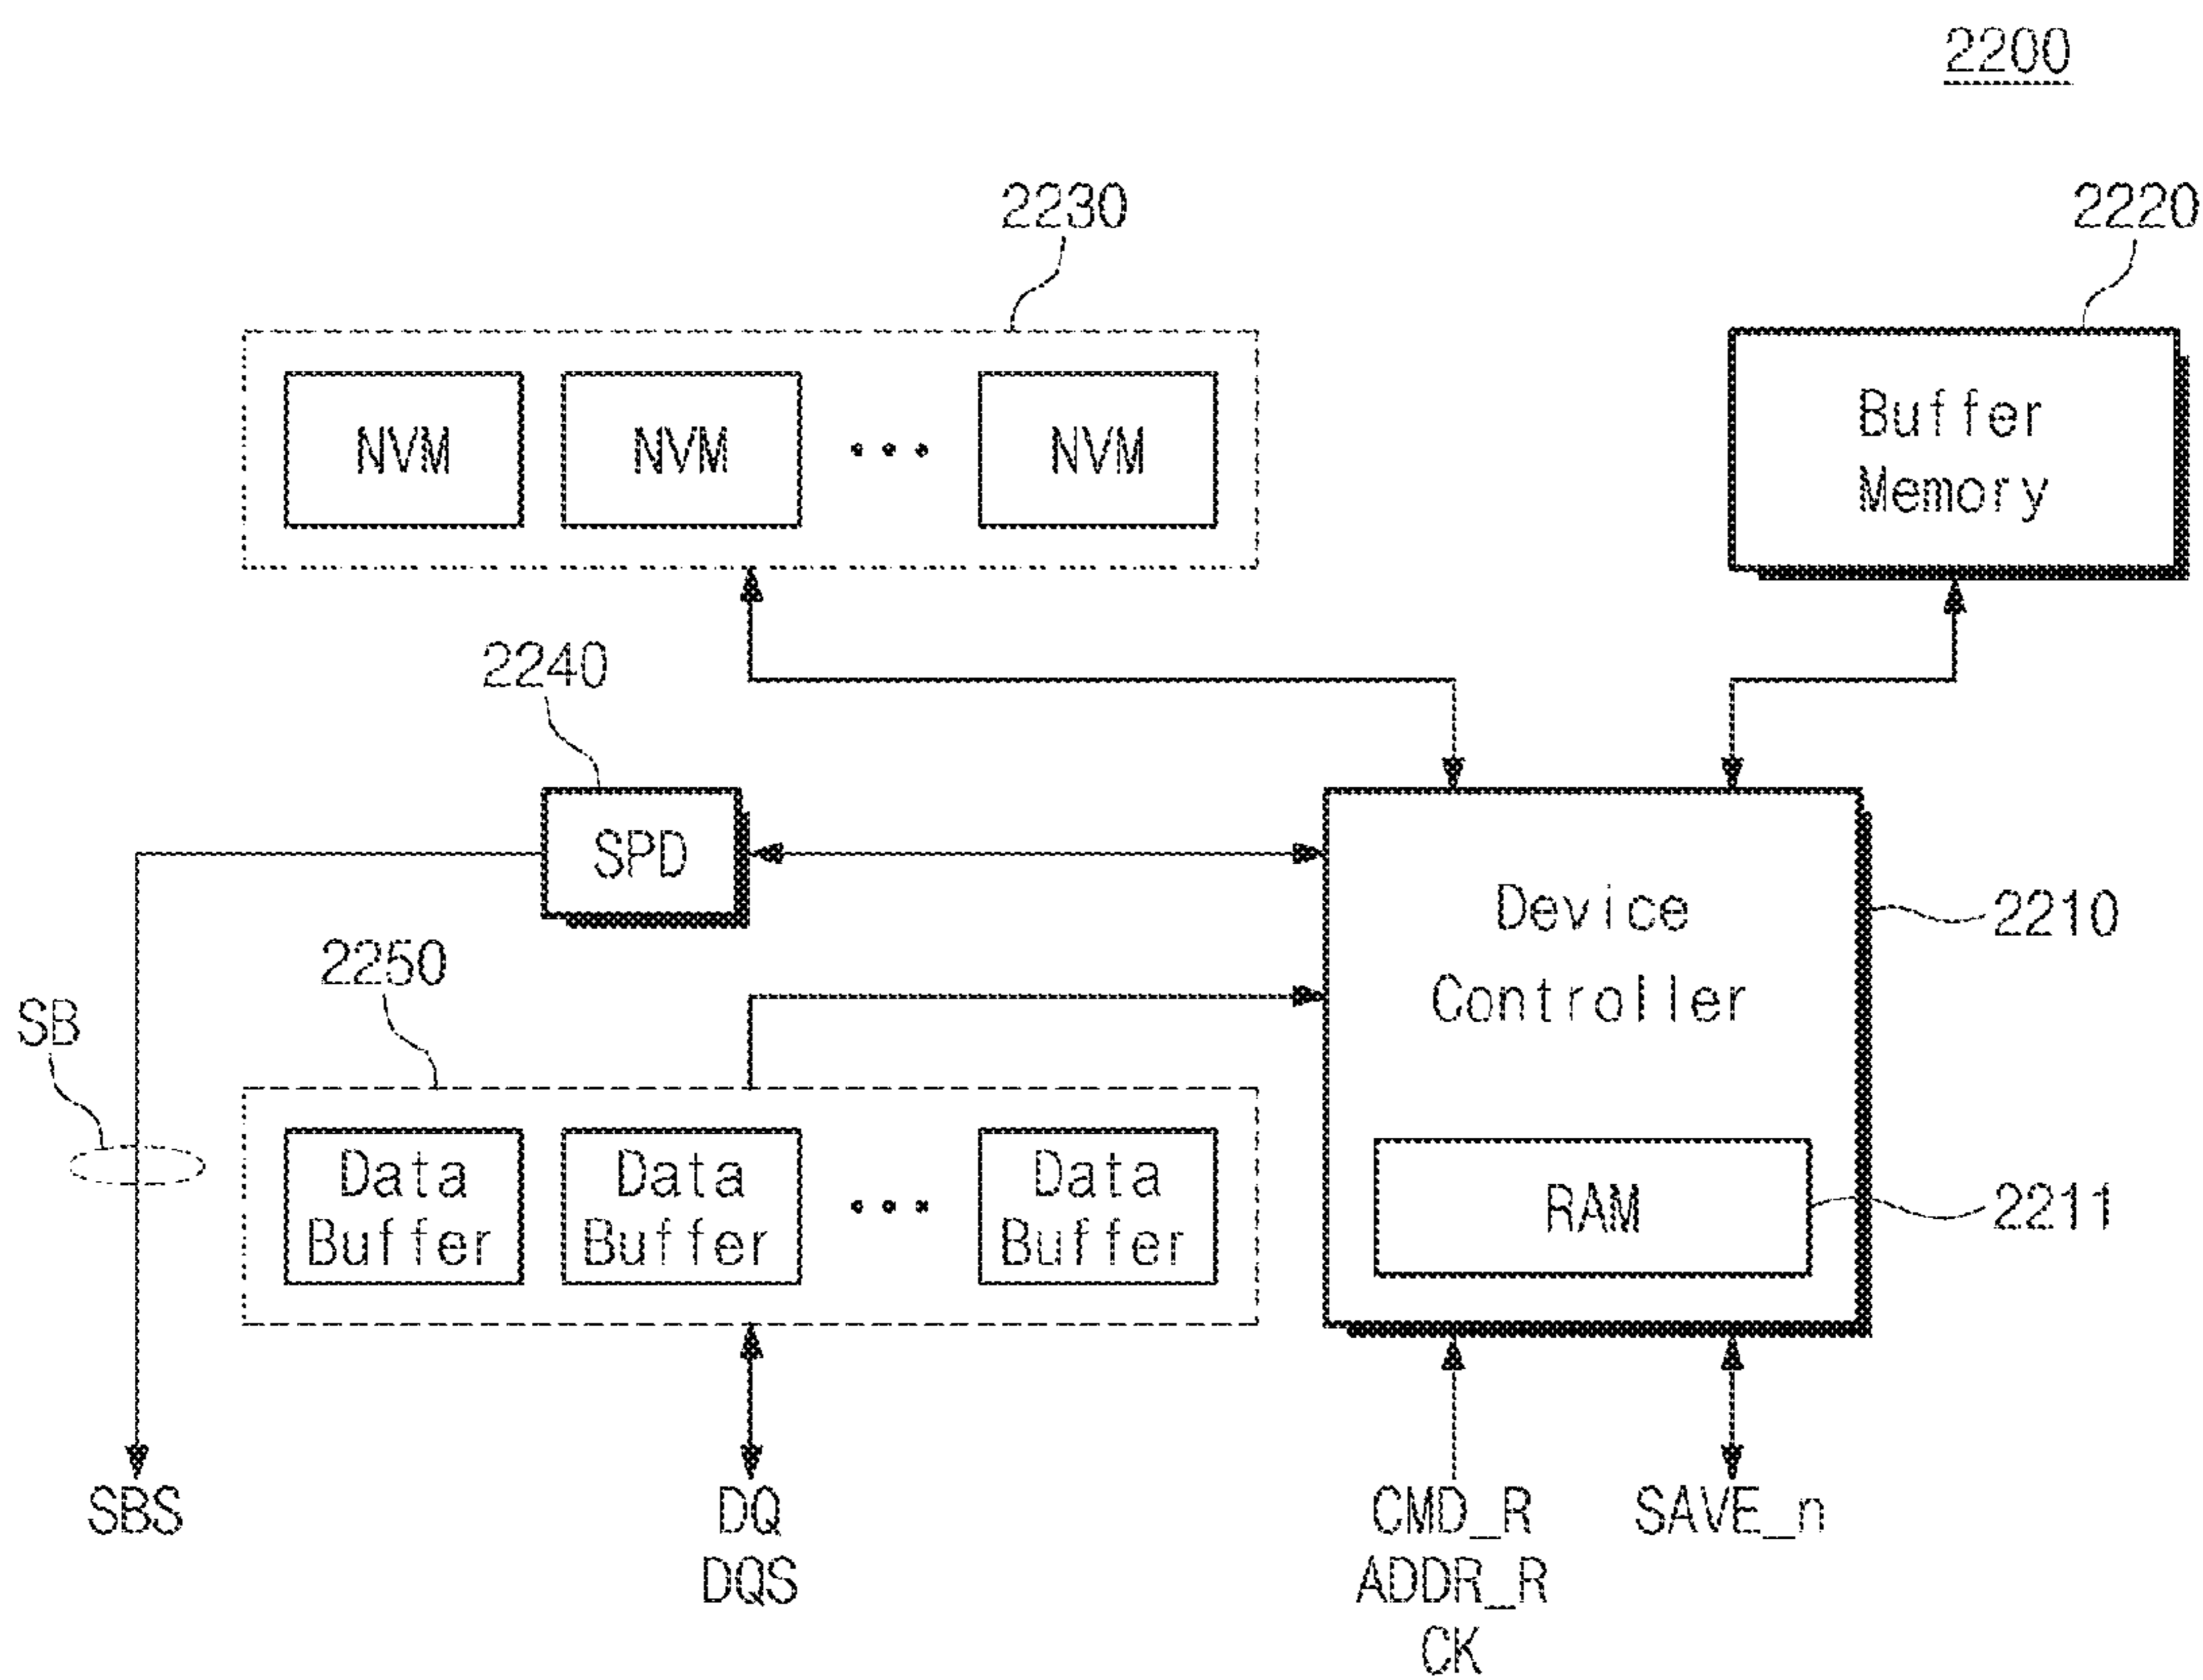 2200
2230
2220
NVM
NVM
NVM
Buffer
Memory
2240
SPD
Device
Controller
2210
2250
SB
Data
Buffer
Data
Buffer
Data
Buffer
RAM
2211
SBS
DQ
DQS
CMD_R
ADDR_R
CK
SAVE_n